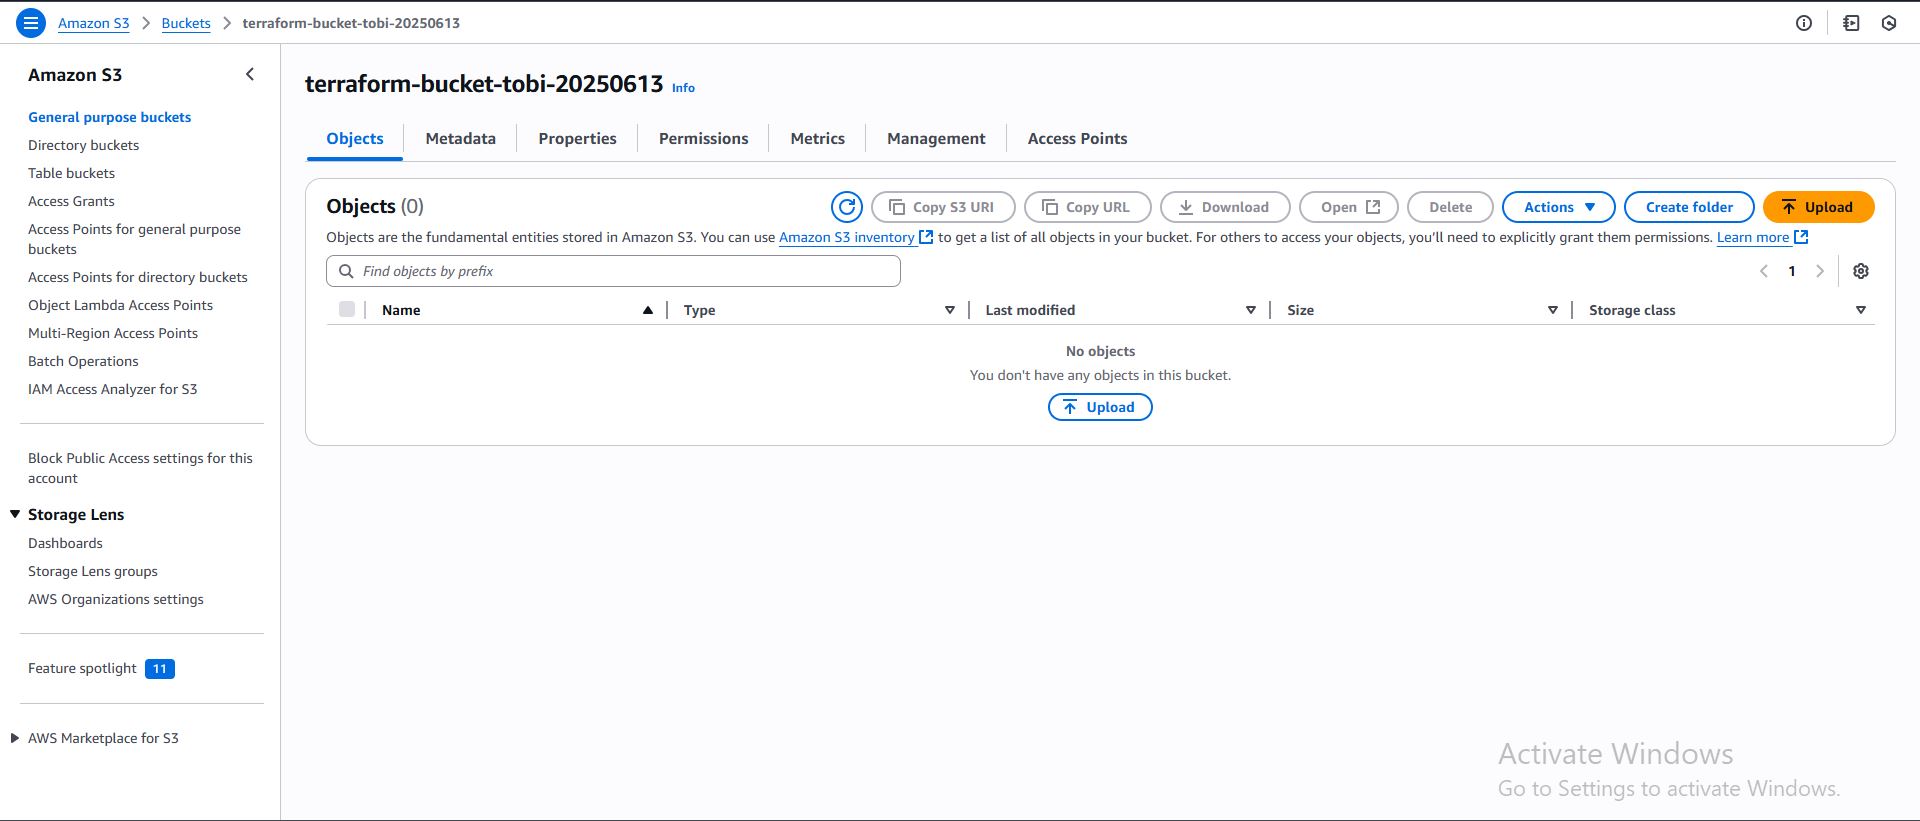 Amazon S3 > Buckets > terraform-bucket-tobi-20250613
Amazon S3
General purpose buckets
Directory buckets
Table buckets
Access Grants
Access Points for general purpose
buckets
Access Points for directory buckets
Object Lambda Access Points
Multi-Region Access Points
Batch Operations
IAM Access Analyzer for S3
Block Public Access settings for this
account
Storage Lens
Dashboards
Storage Lens groups
AWS Organizations settings
Feature spotlight 11
AWS Marketplace for S3
terraform-bucket-tobi-20250613 Info
Objects Metadata Properties Permissions Metrics Management Access Points
Objects (0) Copy S3 URI Copy URL Download Open Delete Actions Create folder Upload
Objects are the fundamental entities stored in Amazon S3. You can use Amazon S3 inventory to get a list of all objects in your bucket. For others to access your objects, you'll need to explicitly grant them permissions. Learn more
Find objects by prefix 1
Name Type Last modified Size Storage class
No objects
You don't have any objects in this bucket.
Upload
Activate Windows
Go to Settings to activate Windows.